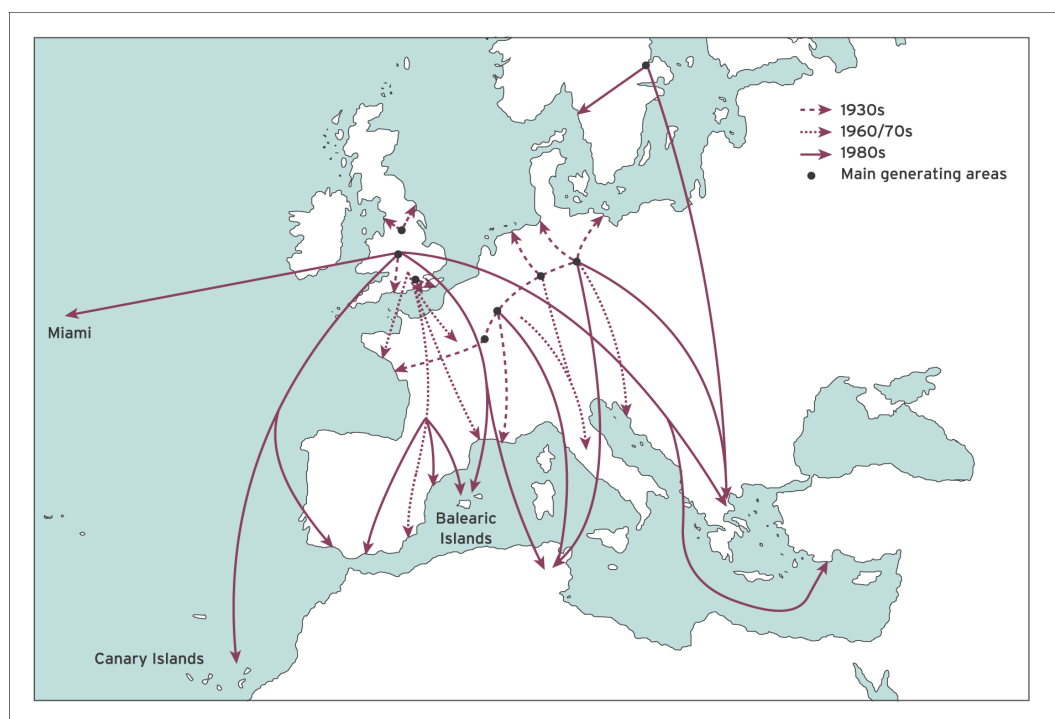 1930s
1960/70s
1980s
Main generating areas
Miami
Balearic
Islands
Canary Islands